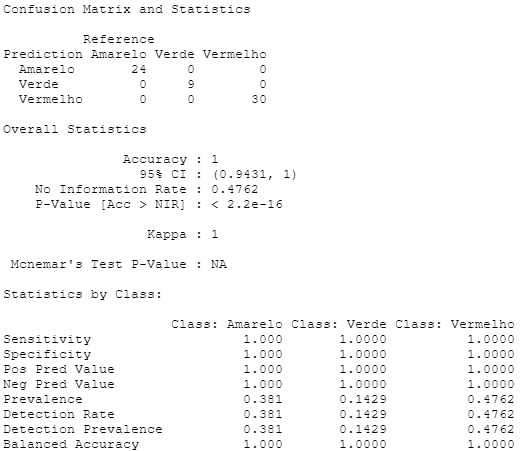 Confusion Matrix and Statistics
Reference
Prediction Amarelo Verde Vermelho
Amarelo 24 0 0
Verde 0 9 0
Vermelho 0 0 30
Overall Statistics
Accuracy : 1
95% CI : (0.9431, 1)
No Information Rate : 0.4762
P-Value [Acc > NIR] : < 2.2e-16
Kappa : 1
Mcnemar's Test P-Value : NA
Statistics by Class:
Class: Amarelo Class: Verde Class: Vermelho
Sensitivity 1.000 1.0000 1.0000
Specificity 1.000 1.0000 1.0000
Pos Pred Value 1.000 1.0000 1.0000
Neg Pred Value 1.000 1.0000 1.0000
Prevalence 0.381 0.1429 0.4762
Detection Rate 0.381 0.1429 0.4762
Detection Prevalence 0.381 0.1429 0.4762
Balanced Accuracy 1.000 1.0000 1.0000